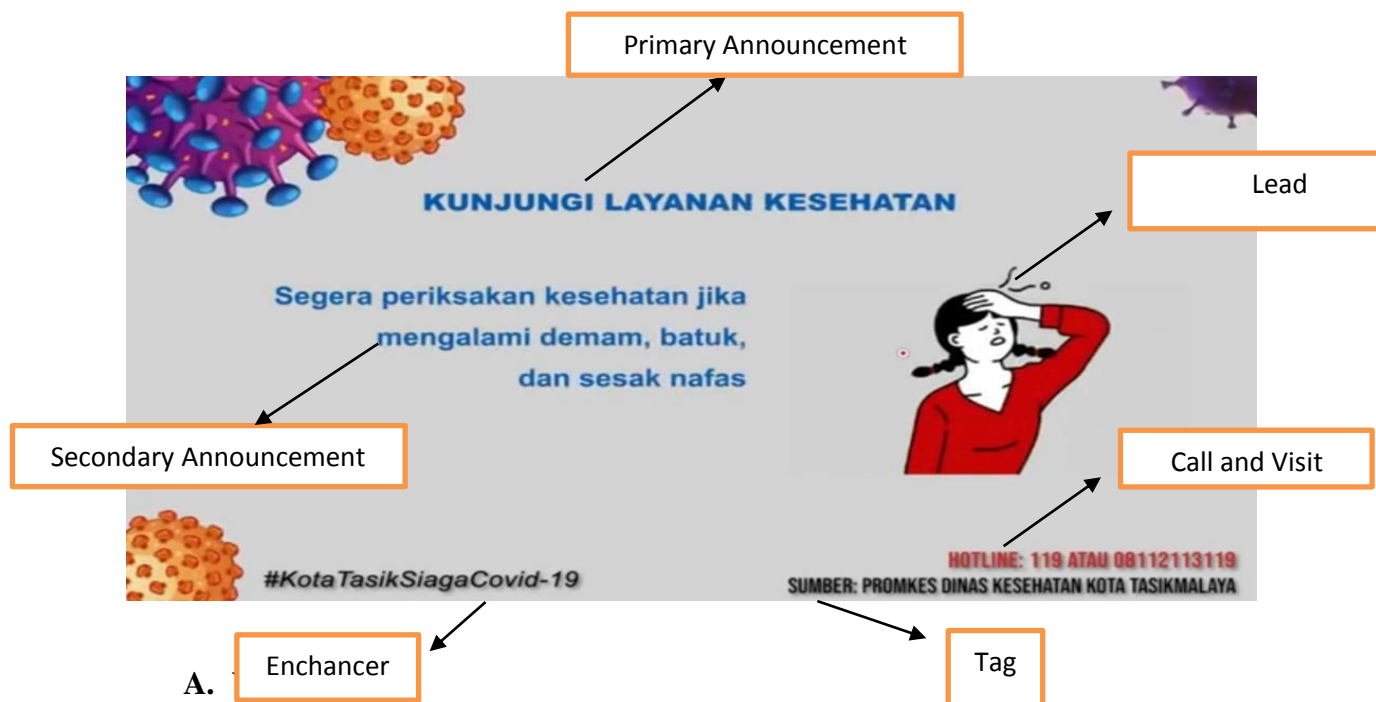 Primary Announcement
Lead
KUNJUNGI LAYANAN KESEHATAN
Segera periksakan kesehatan jika
mengalami demam, batuk,
dan sesak nafas
Secondary Announcement
Call and Visit
HOTLINE: 119 ATAU 08112113119
#KotaTasikSiagaCovid-19
SUMBER: PROMKES DINAS KESEHATAN KOTA TASIKMALAYA
Enchancer
Tag
A.